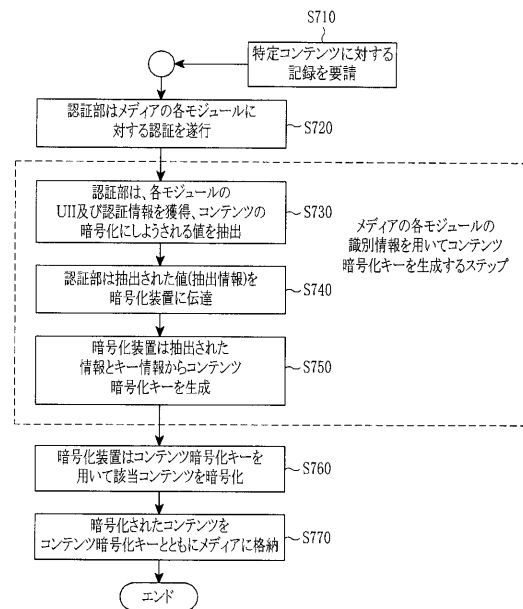 S710
特定コンテンツに対する
記録を要請
認証部はメディアの各モジュールに
対する認証を遂行
S720
認証部は、各モジュールの
UII及び認証情報を獲得、コンテンツの
暗号化にしようされる値を抽出
S730
メディアの各モジュールの
識別情報を用いてコンテンツ
暗号化キーを生成するステップ
認証部は抽出された値(抽出情報)を
暗号化装置に伝達
S740
暗号化装置は抽出された
情報とキー情報からコンテンツ
暗号化キーを生成
S750
暗号化装置はコンテンツ暗号化キーを
用いて該当コンテンツを暗号化
S760
暗号化されたコンテンツを
コンテンツ暗号化キーとともにメディアに格納
S770
エンド